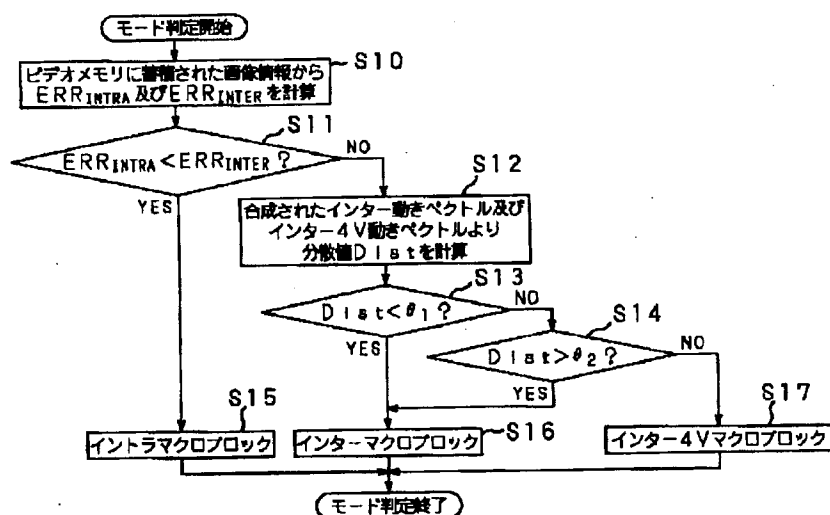 モード判定開始
S10
ビデオメモリに蓄積された画像情報から
ERRINTRA及びERRINTERを計算
S11
ERRINTRA<ERRINTER?
NO
YES
S12
合成されたインター動きベクトル及び
インター4V動きベクトルより
分散値Distを計算
S13
Dist<θ1?
NO
YES
S14
Dist>θ2?
NO
YES
S15
イントラマクロブロック
S16
インターマクロブロック
S17
インター4Vマクロブロック
モード判定終了